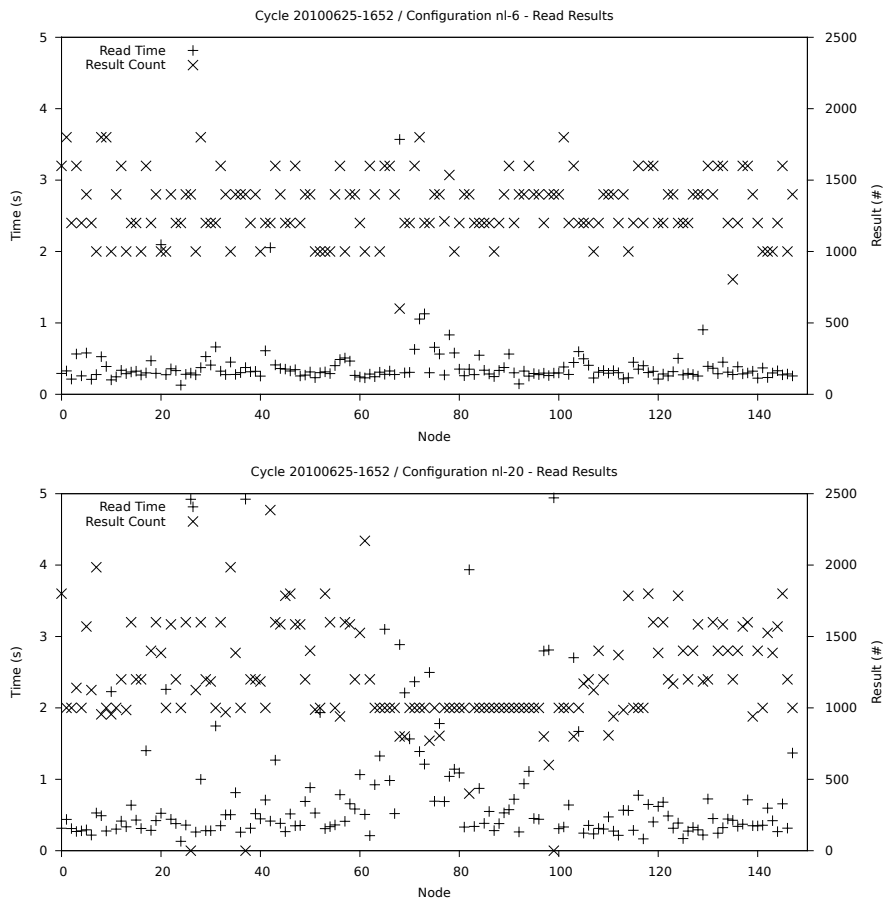 Cycle 20100625-1652 / Configuration nl-6 - Read Results
Read Time
Result Count
5
4
3
2
1
0
2500
2000
1500
1000
500
0
Time (s)
Result (#)
0 20 40 60 80 100 120 140
Node
Cycle 20100625-1652 / Configuration nl-20 - Read Results
Read Time
Result Count
5
4
3
2
1
0
2500
2000
1500
1000
500
0
Time (s)
Result (#)
0 20 40 60 80 100 120 140
Node